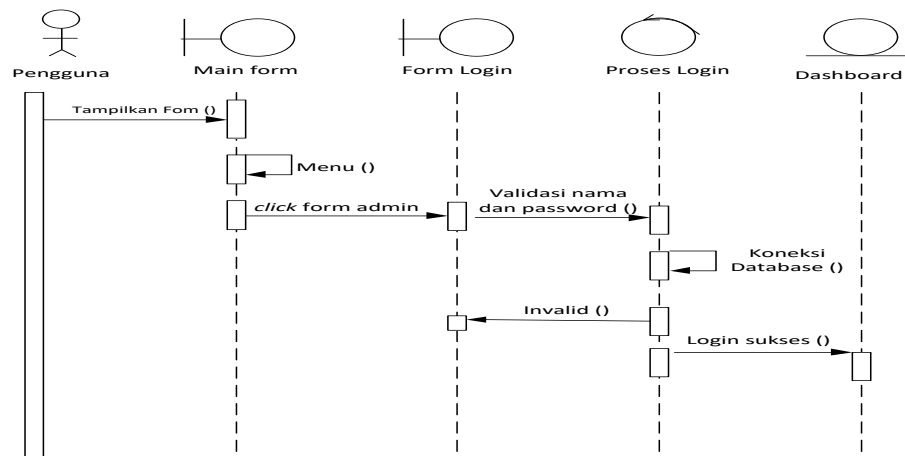 Pengguna
Main form
Form Login
Proses Login
Dashboard
Tampilkan Fom ()
Menu ()
click form admin
Validasi nama
dan password ()
Koneksi
Database ()
Invalid ()
Login sukses ()